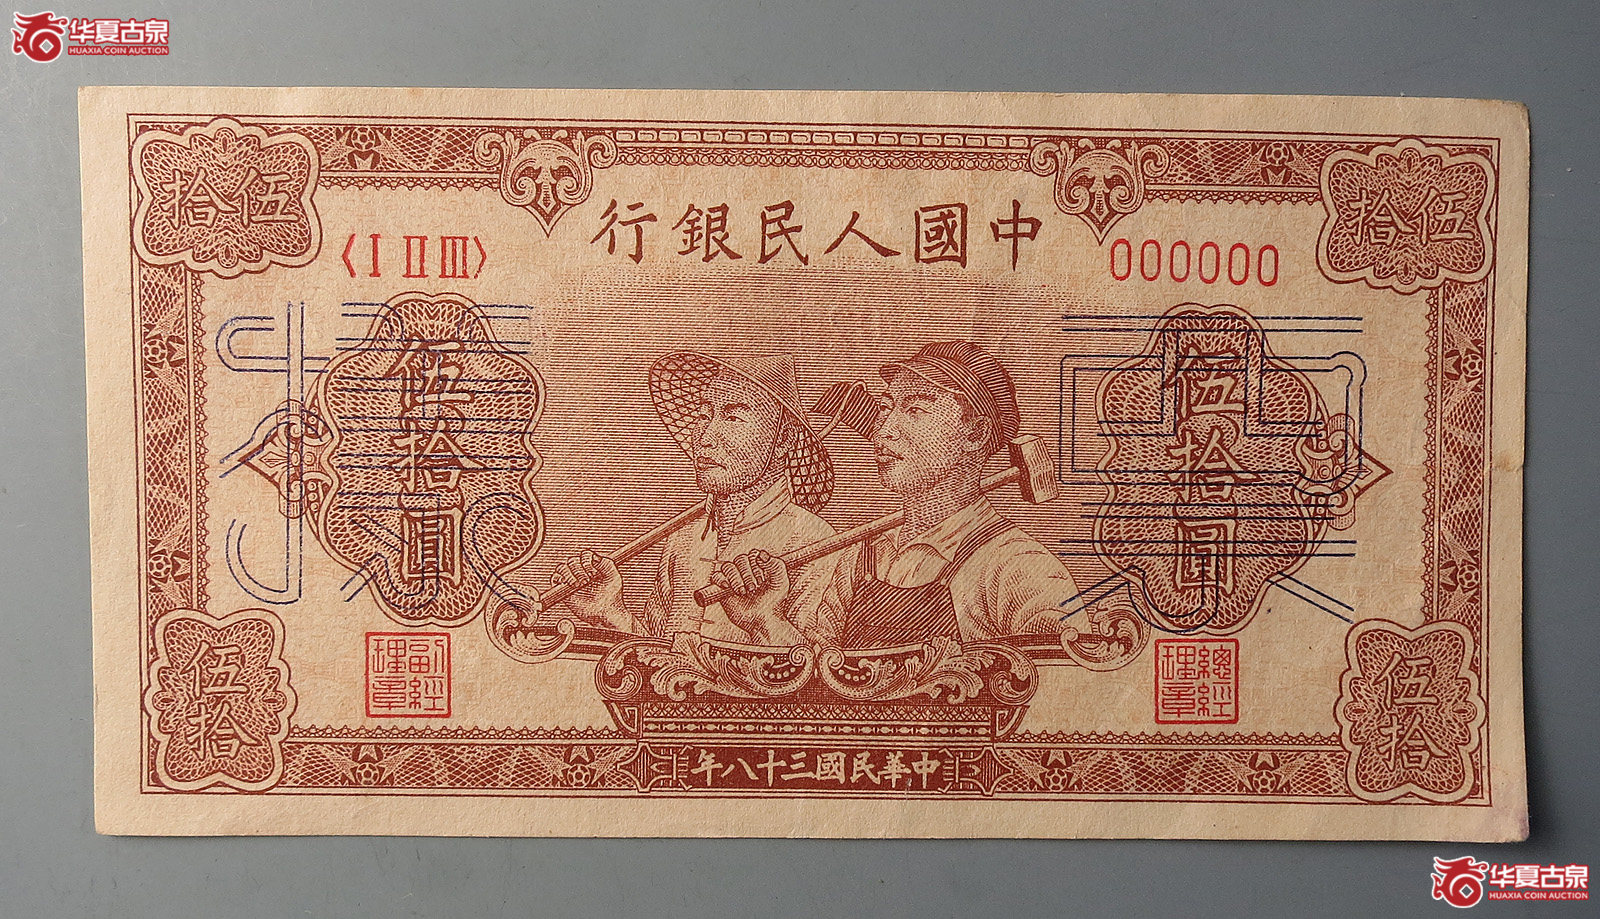 华夏古泉
HUAXIA COIN AUCTION
伍拾
伍拾
中國人民銀行
〈I II III〉
000000
票樣
伍拾圓
伍拾圓
總經理章
副經理章
伍拾
伍拾
中華民國三十八年
华夏古泉
HUAXIA COIN AUCTION